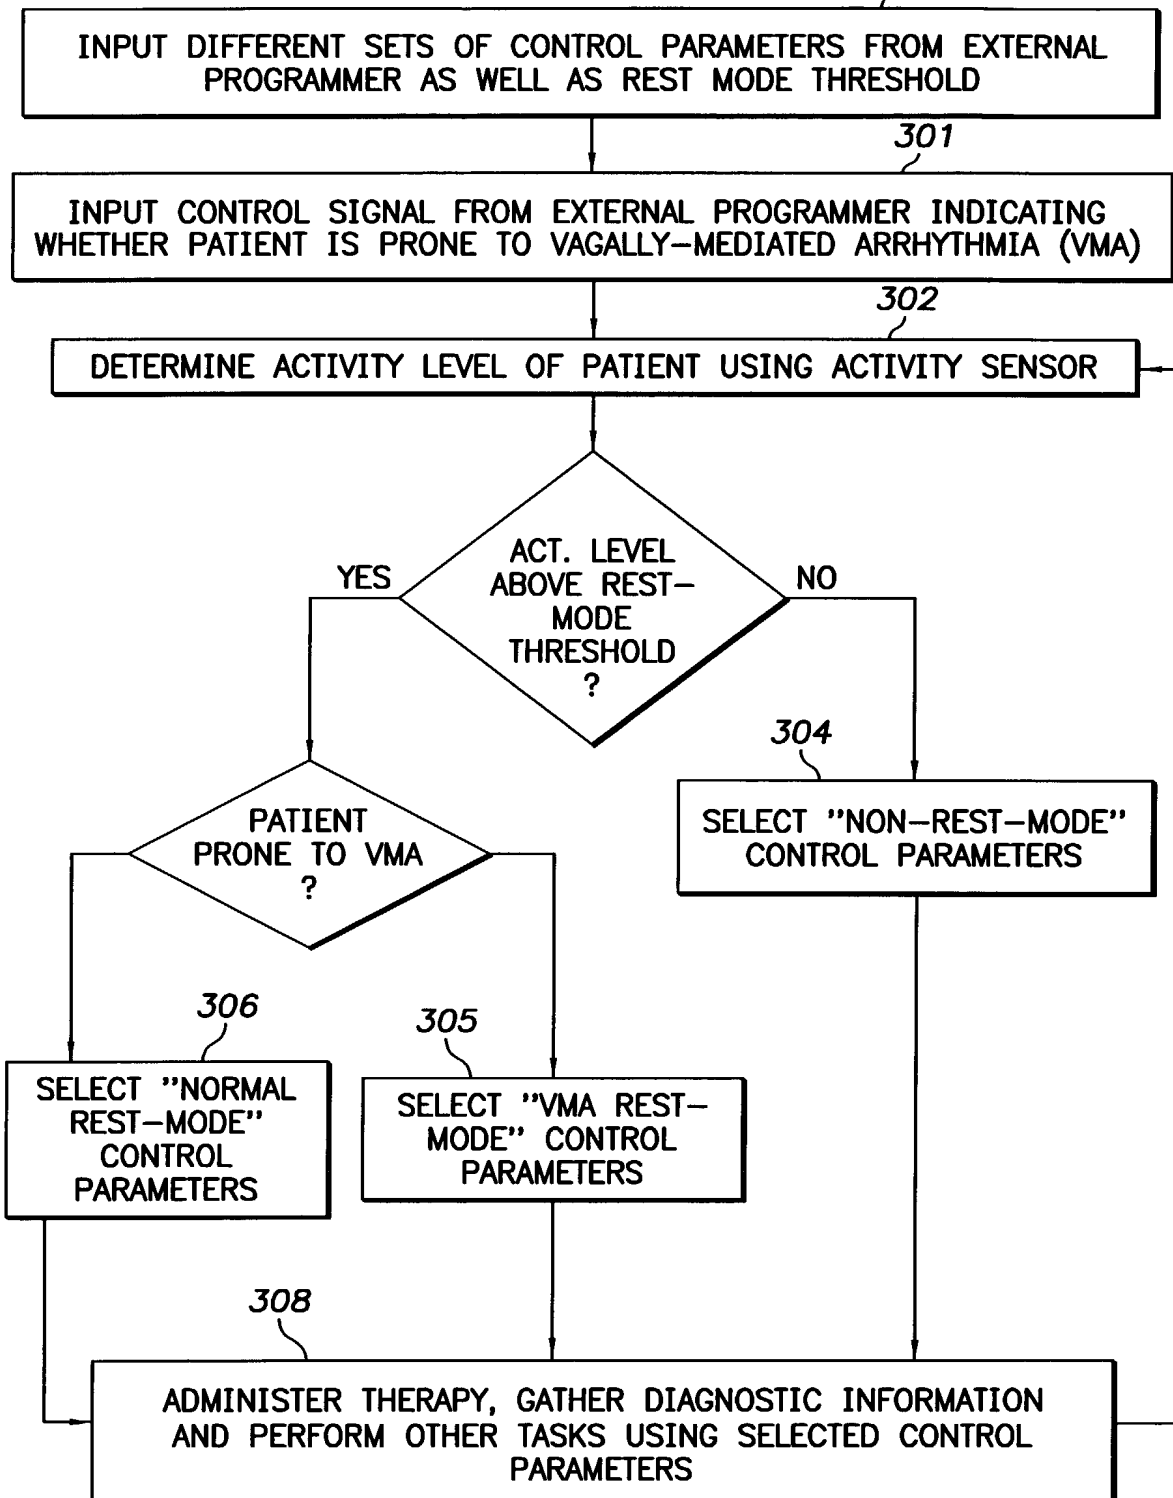 INPUT DIFFERENT SETS OF CONTROL PARAMETERS FROM EXTERNAL
PROGRAMMER AS WELL AS REST MODE THRESHOLD
301
INPUT CONTROL SIGNAL FROM EXTERNAL PROGRAMMER INDICATING
WHETHER PATIENT IS PRONE TO VAGALLY-MEDIATED ARRHYTHMIA (VMA)
302
DETERMINE ACTIVITY LEVEL OF PATIENT USING ACTIVITY SENSOR
ACT. LEVEL
ABOVE REST-
MODE
THRESHOLD
?
YES
NO
304
SELECT "NON-REST-MODE"
CONTROL PARAMETERS
PATIENT
PRONE TO VMA
?
306
SELECT "NORMAL
REST-MODE"
CONTROL
PARAMETERS
305
SELECT "VMA REST-
MODE" CONTROL
PARAMETERS
308
ADMINISTER THERAPY, GATHER DIAGNOSTIC INFORMATION
AND PERFORM OTHER TASKS USING SELECTED CONTROL
PARAMETERS